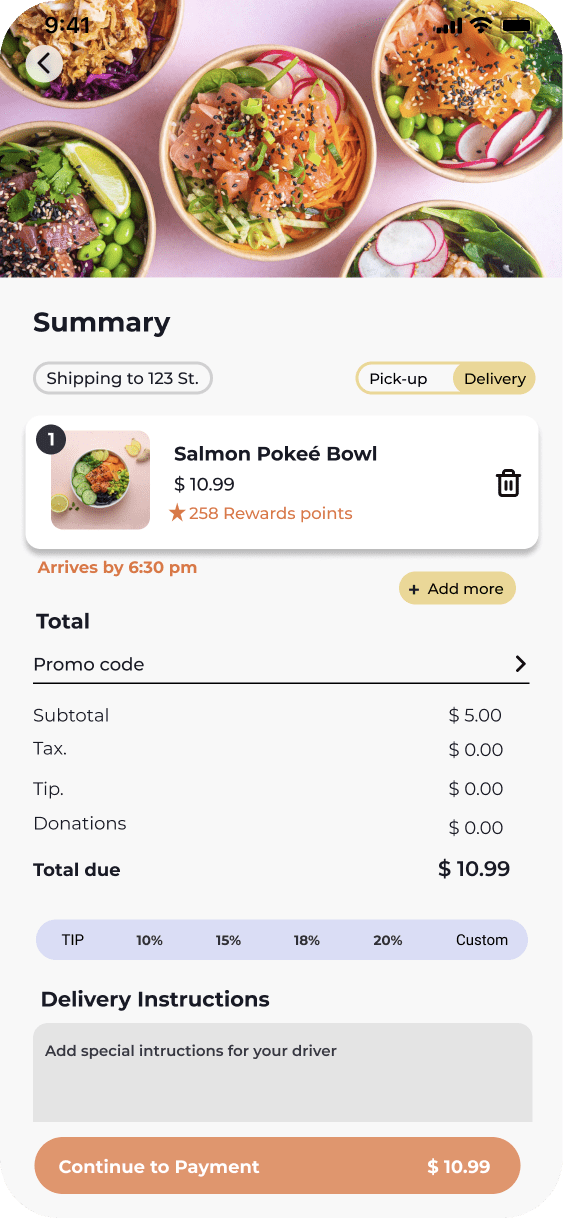 9:41
Summary
Shipping to 123 St.
Pick-up Delivery
1
Salmon Pokeé Bowl
$ 10.99
258 Rewards points
Arrives by 6:30 pm
+ Add more
Total
Promo code
Subtotal $ 5.00
Tax. $ 0.00
Tip. $ 0.00
Donations $ 0.00
Total due $ 10.99
TIP 10% 15% 18% 20% Custom
Delivery Instructions
Add special intructions for your driver
Continue to Payment $ 10.99